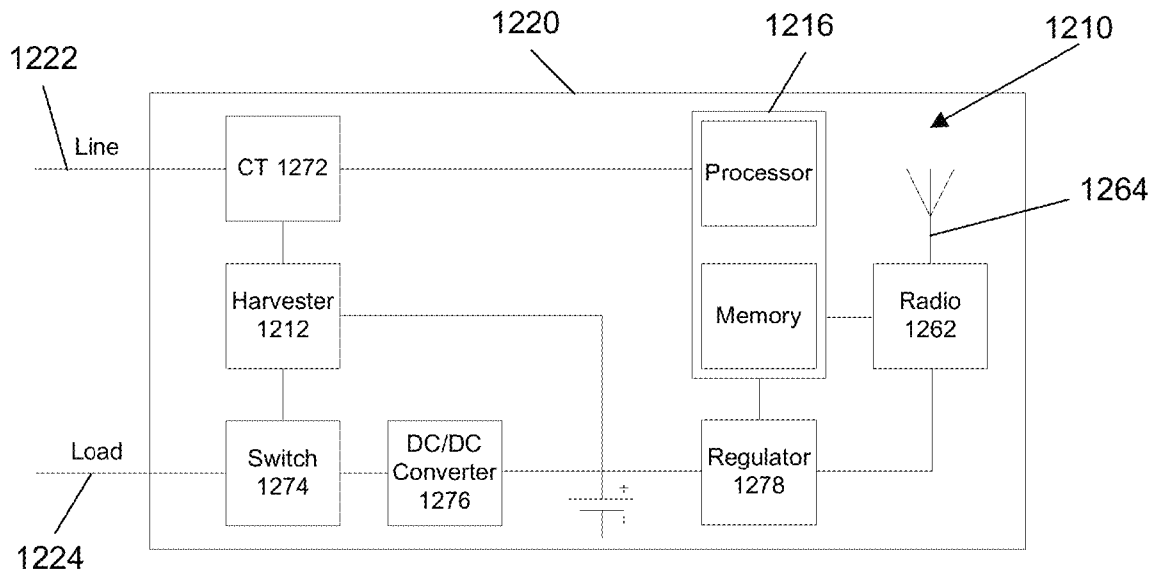 1222
1220
1216
1210
Line
CT 1272
Processor
1264
Harvester
1212
Memory
Radio
1262
Load
Switch
1274
DC/DC
Converter
1276
+
-
Regulator
1278
1224